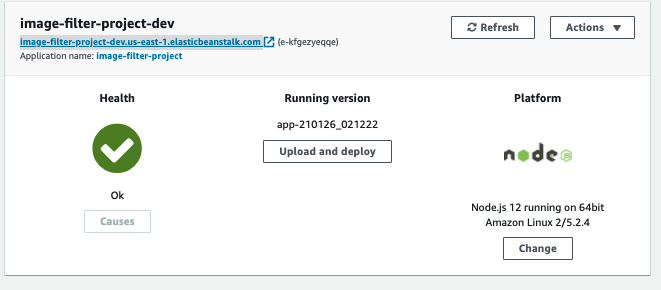 image-filter-project-dev
image-filter-project-dev.us-east-1.elasticbeanstalk.com (e-kfgezyeqqe)
Application name: image-filter-project
Refresh
Actions
Health
Ok
Causes
Running version
app-210126_021222
Upload and deploy
Platform
node
JS
Node.js 12 running on 64bit
Amazon Linux 2/5.2.4
Change